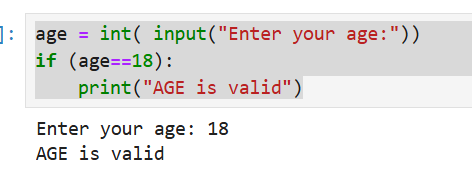 ]: age = int( input("Enter your age:"))
if (age==18):
    print("AGE is valid")
Enter your age: 18
AGE is valid